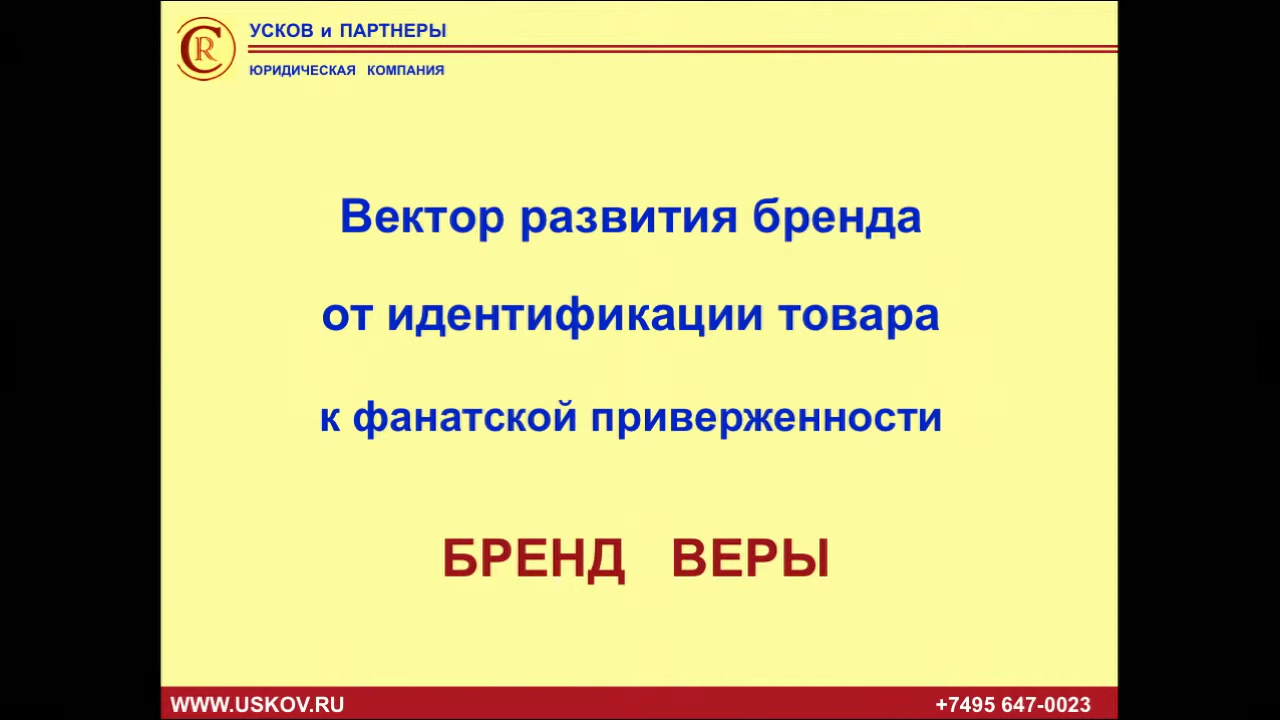 CR
УСКОВ и ПАРТНЕРЫ
ЮРИДИЧЕСКАЯ КОМПАНИЯ
Вектор развития бренда
от идентификации товара
к фанатской приверженности
БРЕНД ВЕРЫ
WWW.USKOV.RU
+7495 647-0023